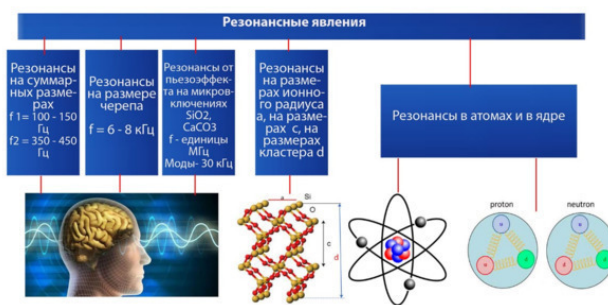 Резонансные явления
Резонансы
на суммар-
ных разме-
рах
f 1= 100 - 150
Гц
f2 = 350 - 450
Гц
Резонансы
на размере
черепа
f = 6 - 8 кГц
Резонансы от
пьезоэффек-
та на микров-
ключениях
SiO2,
CaCO3
f - единицы
МГц
Моды- 30 кГц
Резонансы
на разме-
рах ионно-
го радиуса
a, на разме-
рах c, на
размерах
кластера d
Резонансы в атомах и в ядре
Si
a
O
c
d
proton
neutron
u
u
d
u
d
d